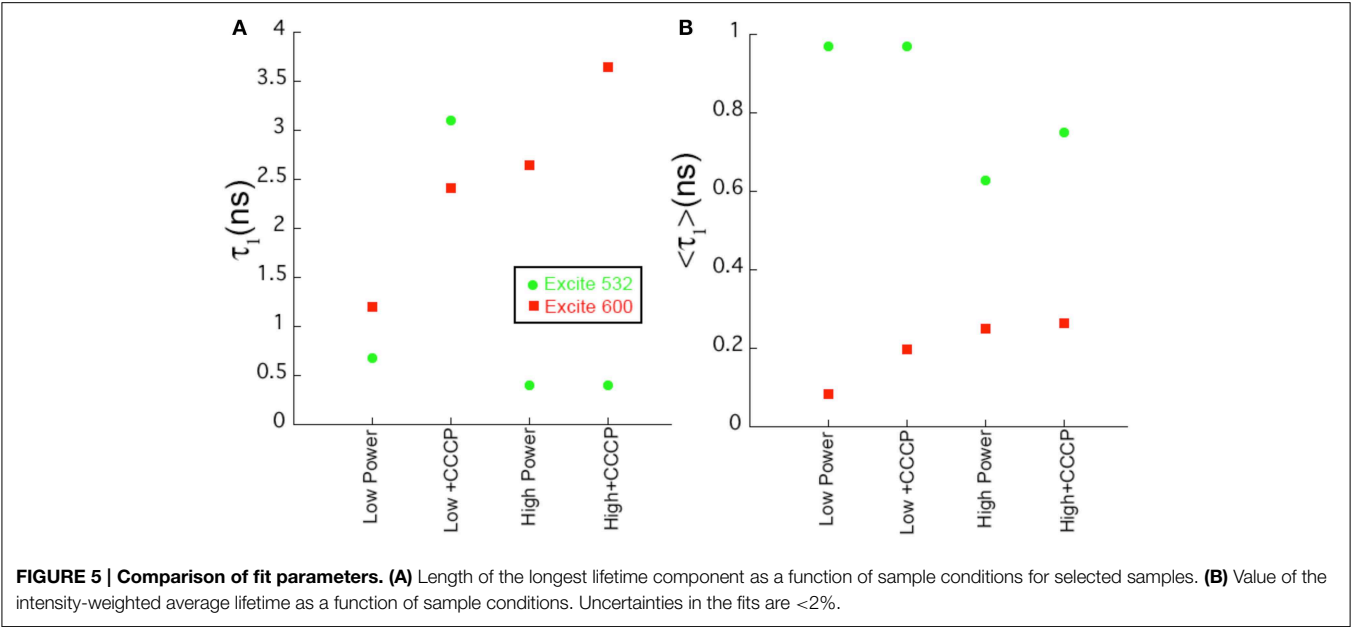 A
4
3.5
3
2.5
2
1.5
1
0.5
0
τ1(ns)
Excite 532
Excite 600
Low Power
Low +CCCP
High Power
High+CCCP
B
1
0.8
0.6
0.4
0.2
0
<τ1>(ns)
Low Power
Low +CCCP
High Power
High+CCCP
FIGURE 5 | Comparison of fit parameters. (A) Length of the longest lifetime component as a function of sample conditions for selected samples. (B) Value of the
intensity-weighted average lifetime as a function of sample conditions. Uncertainties in the fits are <2%.